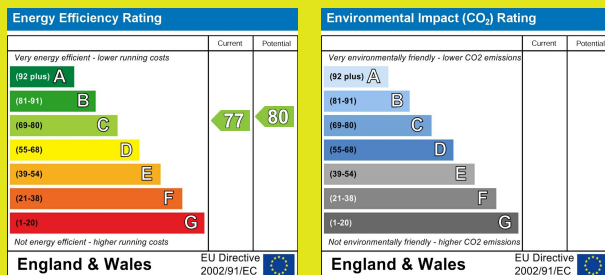 Energy Efficiency Rating
Current Potential
Very energy efficient - lower running costs
(92 plus) A
(81-91) B
(69-80) C
(55-68) D
(39-54) E
(21-38) F
(1-20) G
77 80
Not energy efficient - higher running costs
England & Wales
EU Directive
2002/91/EC
Environmental Impact (CO₂) Rating
Current Potential
Very environmentally friendly - lower CO2 emissions
(92 plus) A
(81-91) B
(69-80) C
(55-68) D
(39-54) E
(21-38) F
(1-20) G
Not environmentally friendly - higher CO2 emissions
England & Wales
EU Directive
2002/91/EC